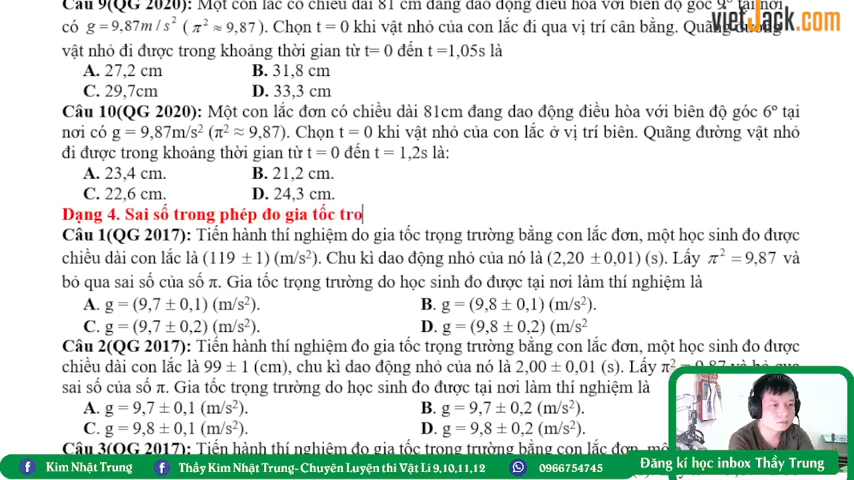 Câu 9(QG 2020): Một con lắc có chiều dài 81 cm đang dao động điều hòa với biên độ góc 9° tại nơi
có g = 9,87m / s² ( π² ≈ 9,87). Chọn t = 0 khi vật nhỏ của con lắc đi qua vị trí cân bằng. Quãng đường
vật nhỏ đi được trong khoảng thời gian từ t= 0 đến t =1,05s là
A. 27,2 cm B. 31,8 cm
C. 29,7cm D. 33,3 cm
Câu 10(QG 2020): Một con lắc đơn có chiều dài 81cm đang dao động điều hòa với biên độ góc 6° tại
nơi có g = 9,87m/s² (π² ≈ 9,87). Chọn t = 0 khi vật nhỏ của con lắc ở vị trí biên. Quãng đường vật nhỏ
đi được trong khoảng thời gian từ t = 0 đến t = 1,2s là:
A. 23,4 cm. B. 21,2 cm.
C. 22,6 cm. D. 24,3 cm.
Dạng 4. Sai số trong phép đo gia tốc tro
Câu 1(QG 2017): Tiến hành thí nghiệm do gia tốc trọng trường bằng con lắc đơn, một học sinh đo được
chiều dài con lắc là (119 ± 1) (m/s²). Chu kì dao động nhỏ của nó là (2,20 ± 0,01) (s). Lấy π² = 9,87 và
bỏ qua sai số của số π. Gia tốc trọng trường do học sinh đo được tại nơi làm thí nghiệm là
A. g = (9,7 ± 0,1) (m/s²). B. g = (9,8 ± 0,1) (m/s²).
C. g = (9,7 ± 0,2) (m/s²). D. g = (9,8 ± 0,2) (m/s²
Câu 2(QG 2017): Tiến hành thí nghiệm đo gia tốc trọng trường bằng con lắc đơn, một học sinh đo được
chiều dài con lắc là 99 ± 1 (cm), chu kì dao động nhỏ của nó là 2,00 ± 0,01 (s). Lấy π² = 9,87 và bỏ qua
sai số của số π. Gia tốc trọng trường do học sinh đo được tại nơi làm thí nghiệm là
A. g = 9,7 ± 0,1 (m/s²). B. g = 9,7 ± 0,2 (m/s²).
C. g = 9,8 ± 0,1 (m/s²). D. g = 9,8 ± 0,2 (m/s²).
Câu 3(QG 2017): Tiến hành thí nghiệm đo gia tốc trọng trường bằng con lắc đơn, mô
vietJack.com
Kim Nhật Trung
Thầy Kim Nhật Trung- Chuyên Luyện thi Vật Lí 9,10,11,12
0966754745
Đăng kí học inbox Thầy Trung